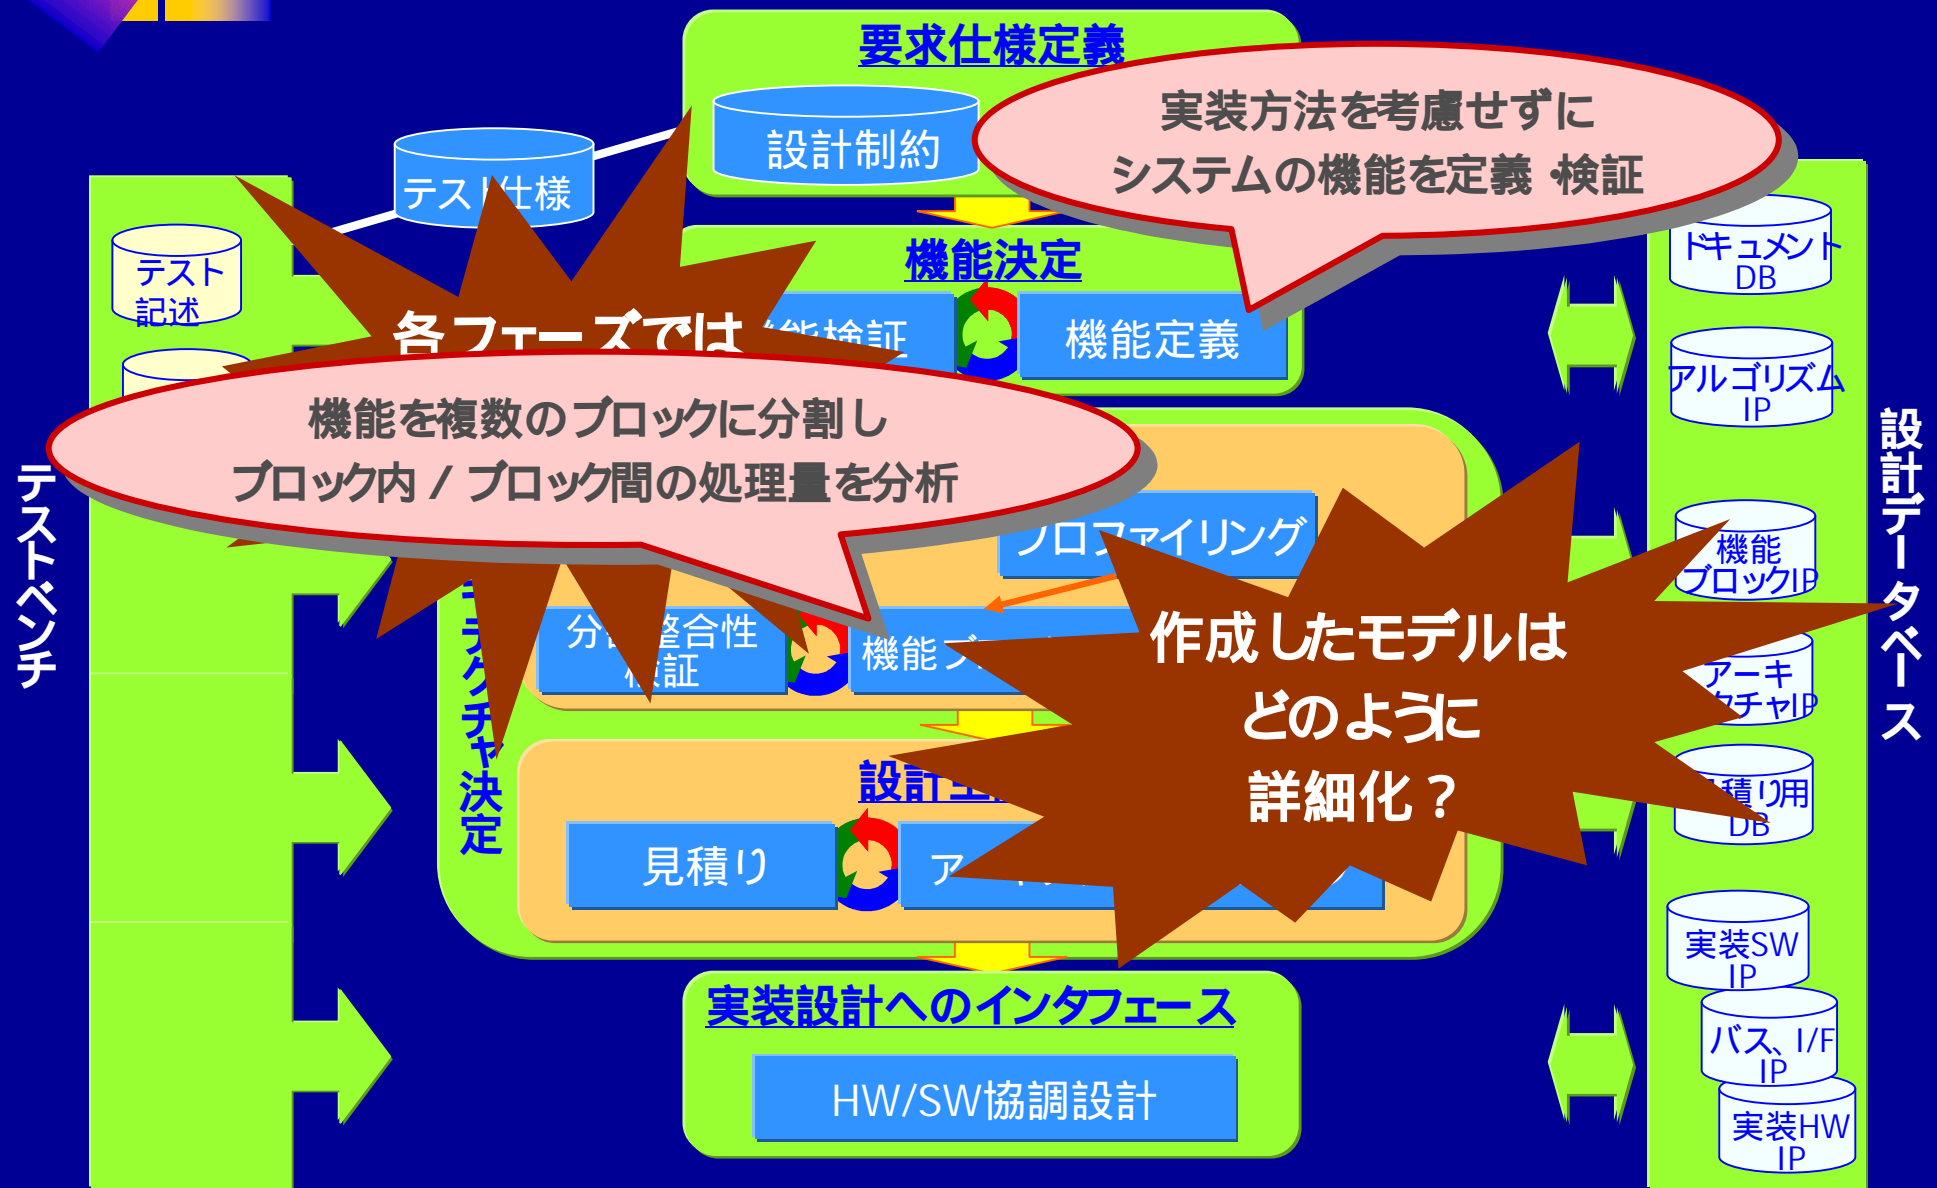 要求仕様定義
設計制約
実装方法を考慮せずに
システムの機能を定義・検証
テスト仕様
機能決定
機能定義
テスト
記述
各フェーズでは
機能を複数のブロックに分割し
ブロック内/ブロック間の処理量を分析
プロファイリング
テストベンチ
検証
作成したモデルは
どのように
詳細化?
決定
見積り
実装設計へのインタフェース
HW/SW協調設計
設計データベース
ドキュメント
DB
アルゴリズム
IP
機能
ブロックIP
アーキ
実装SW
IP
バス、I/F
IP
実装HW
IP